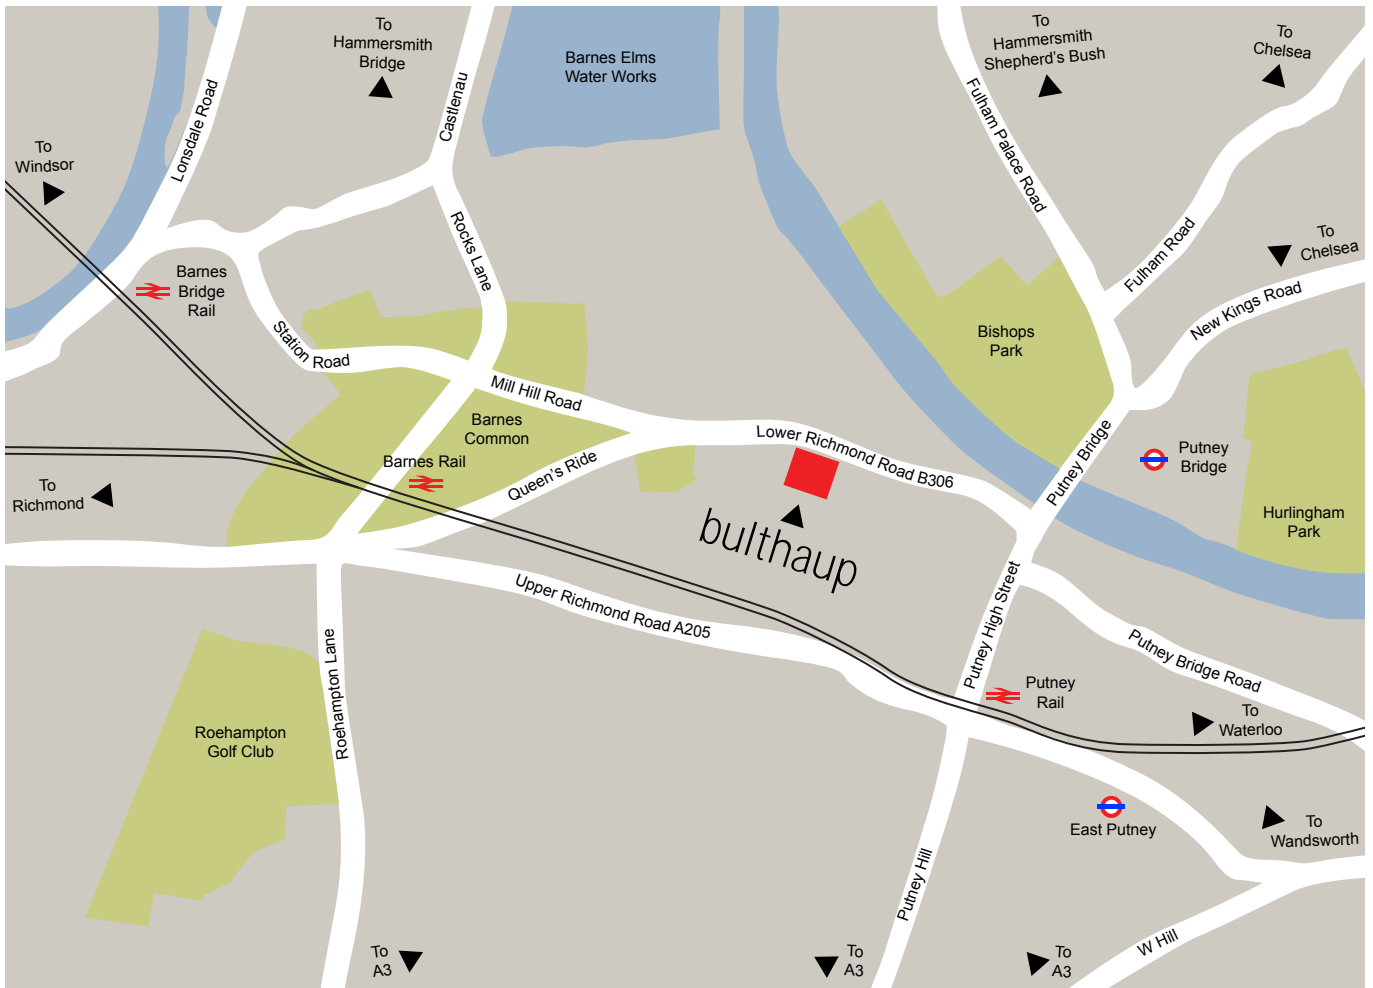 To
Hammersmith
Bridge
Barnes Elms
Water Works
To
Hammersmith
Shepherd's Bush
To
Chelsea
Lonsdale Road
Castlenau
Fulham Palace Road
To
Windsor
Rocks Lane
Fulham Road
To
Chelsea
Barnes
Bridge
Rail
New Kings Road
Station Road
Bishops
Park
Mill Hill Road
Barnes
Common
Lower Richmond Road B306
Putney Bridge
Putney
Bridge
Barnes Rail
Queen's Ride
To
Richmond
Hurlingham
Park
bulthaup
Upper Richmond Road A205
Putney High Street
Putney Bridge Road
Roehampton Lane
Putney
Rail
To
Waterloo
Roehampton
Golf Club
East Putney
To
Wandsworth
Putney Hill
W Hill
To
A3
To
A3
To
A3